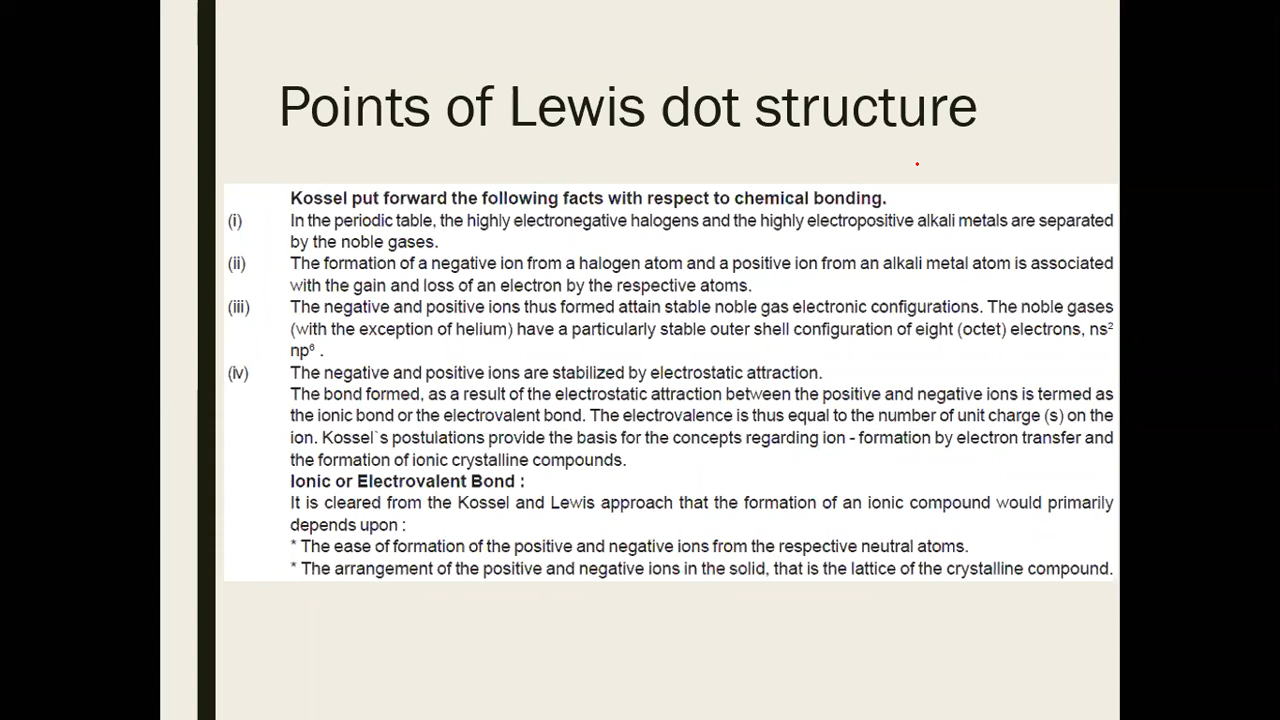 Points of Lewis dot structure
Kossel put forward the following facts with respect to chemical bonding.
(i) In the periodic table, the highly electronegative halogens and the highly electropositive alkali metals are separated
by the noble gases.
(ii) The formation of a negative ion from a halogen atom and a positive ion from an alkali metal atom is associated
with the gain and loss of an electron by the respective atoms.
(iii) The negative and positive ions thus formed attain stable noble gas electronic configurations. The noble gases
(with the exception of helium) have a particularly stable outer shell configuration of eight (octet) electrons, ns²
np⁶ .
(iv) The negative and positive ions are stabilized by electrostatic attraction.
The bond formed, as a result of the electrostatic attraction between the positive and negative ions is termed as
the ionic bond or the electrovalent bond. The electrovalence is thus equal to the number of unit charge (s) on the
ion. Kossel`s postulations provide the basis for the concepts regarding ion - formation by electron transfer and
the formation of ionic crystalline compounds.
Ionic or Electrovalent Bond :
It is cleared from the Kossel and Lewis approach that the formation of an ionic compound would primarily
depends upon :
* The ease of formation of the positive and negative ions from the respective neutral atoms.
* The arrangement of the positive and negative ions in the solid, that is the lattice of the crystalline compound.